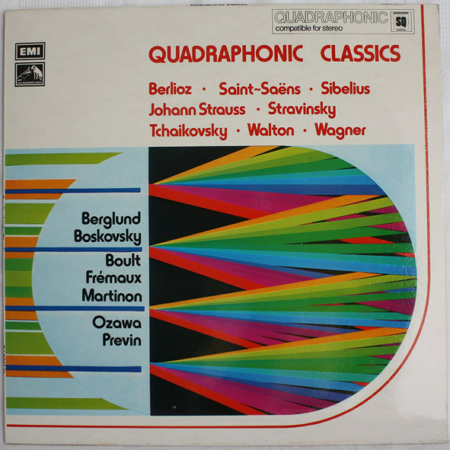 QUADRAPHONIC
compatible for stereo
SQ
EMI
QUADRAPHONIC CLASSICS
Berlioz · Saint~Saëns · Sibelius
Johann Strauss · Stravinsky
Tchaikovsky · Walton · Wagner
Berglund
Boskovsky
Boult
Frémaux
Martinon
Ozawa
Previn